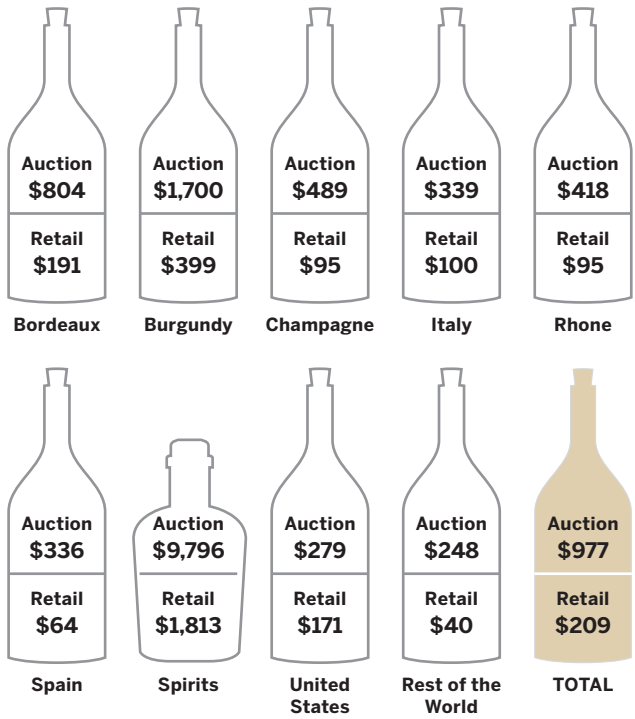 Auction
$804
Retail
$191
Bordeaux
Auction
$1,700
Retail
$399
Burgundy
Auction
$489
Retail
$95
Champagne
Auction
$339
Retail
$100
Italy
Auction
$418
Retail
$95
Rhone
Auction
$336
Retail
$64
Spain
Auction
$9,796
Retail
$1,813
Spirits
Auction
$279
Retail
$171
United
States
Auction
$248
Retail
$40
Rest of the
World
Auction
$977
Retail
$209
TOTAL